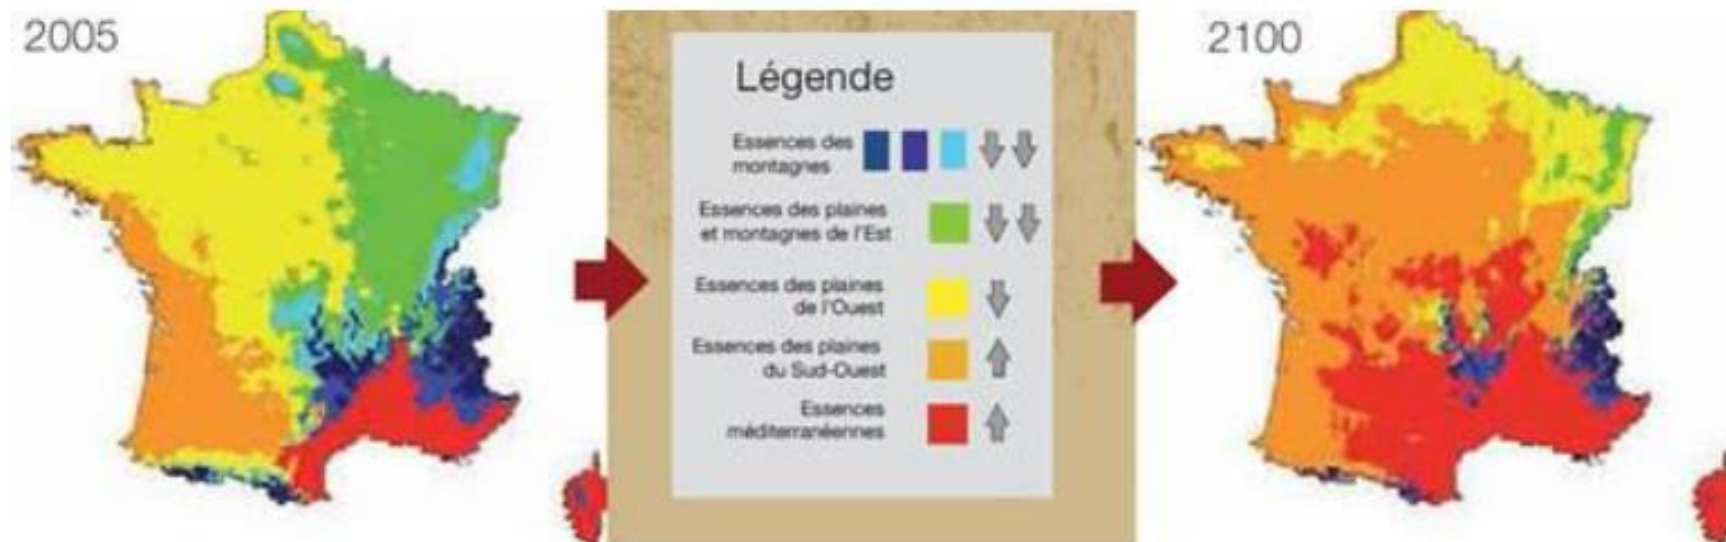 2005
Légende
Essences des
montagnes
Essences des plaines
et montagnes de l'Est
Essences des plaines
de l'Ouest
Essences des plaines
du Sud-Ouest
Essences
méditerranéennes
2100